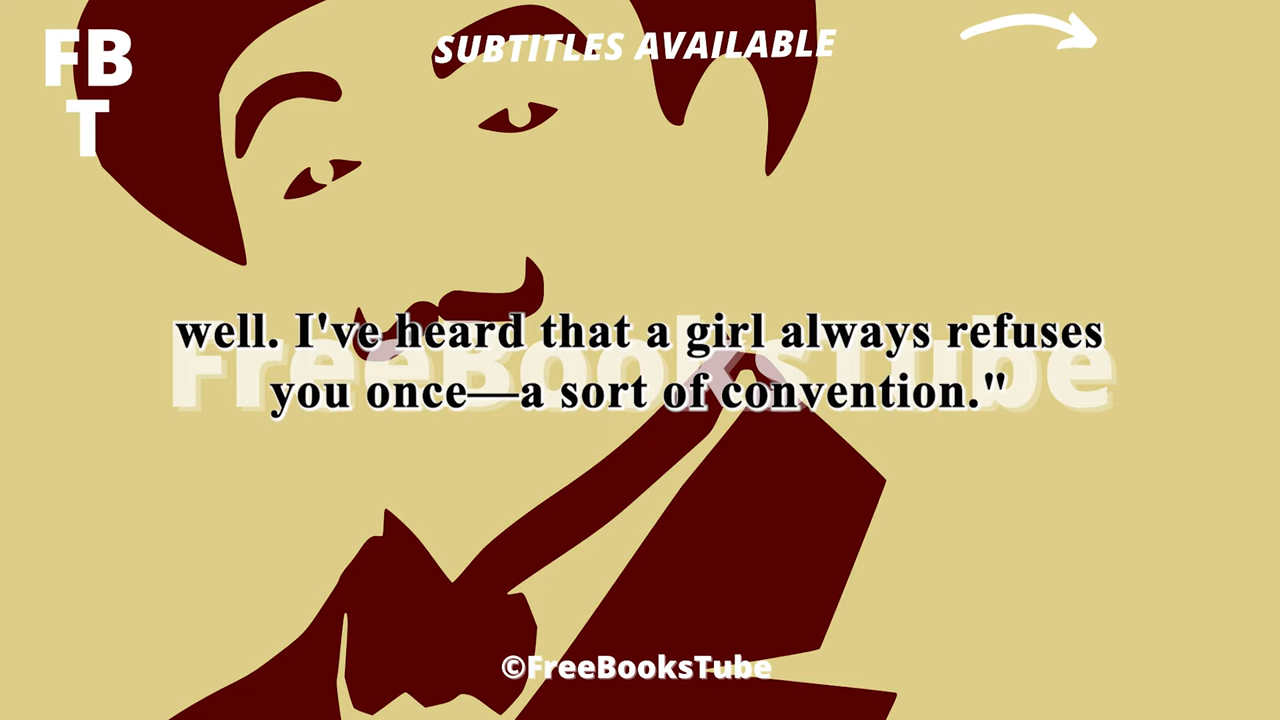 FB
T
SUBTITLES AVAILABLE
well. I've heard that a girl always refuses
you once—a sort of convention."
FreeBooksTube
©FreeBooksTube